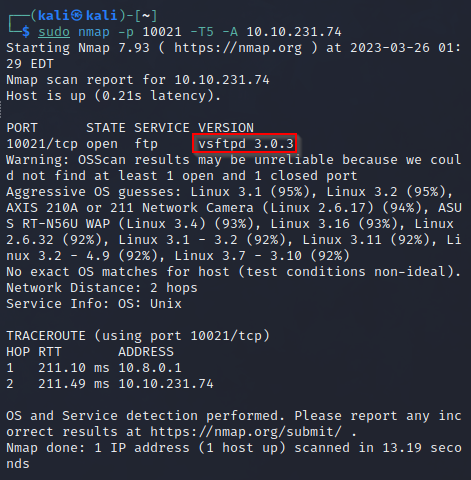 ┌──(kali㉿kali)-[~]
└─$ sudo nmap -p 10021 -T5 -A 10.10.231.74
Starting Nmap 7.93 ( https://nmap.org ) at 2023-03-26 01:
29 EDT
Nmap scan report for 10.10.231.74
Host is up (0.21s latency).

PORT      STATE SERVICE VERSION
10021/tcp open  ftp     vsftpd 3.0.3
Warning: OSScan results may be unreliable because we coul
d not find at least 1 open and 1 closed port
Aggressive OS guesses: Linux 3.1 (95%), Linux 3.2 (95%),
AXIS 210A or 211 Network Camera (Linux 2.6.17) (94%), ASU
S RT-N56U WAP (Linux 3.4) (93%), Linux 3.16 (93%), Linux
2.6.32 (92%), Linux 3.1 - 3.2 (92%), Linux 3.11 (92%), Li
nux 3.2 - 4.9 (92%), Linux 3.7 - 3.10 (92%)
No exact OS matches for host (test conditions non-ideal).
Network Distance: 2 hops
Service Info: OS: Unix

TRACEROUTE (using port 10021/tcp)
HOP RTT       ADDRESS
1   211.10 ms 10.8.0.1
2   211.49 ms 10.10.231.74

OS and Service detection performed. Please report any inc
orrect results at https://nmap.org/submit/ .
Nmap done: 1 IP address (1 host up) scanned in 13.19 seco
nds